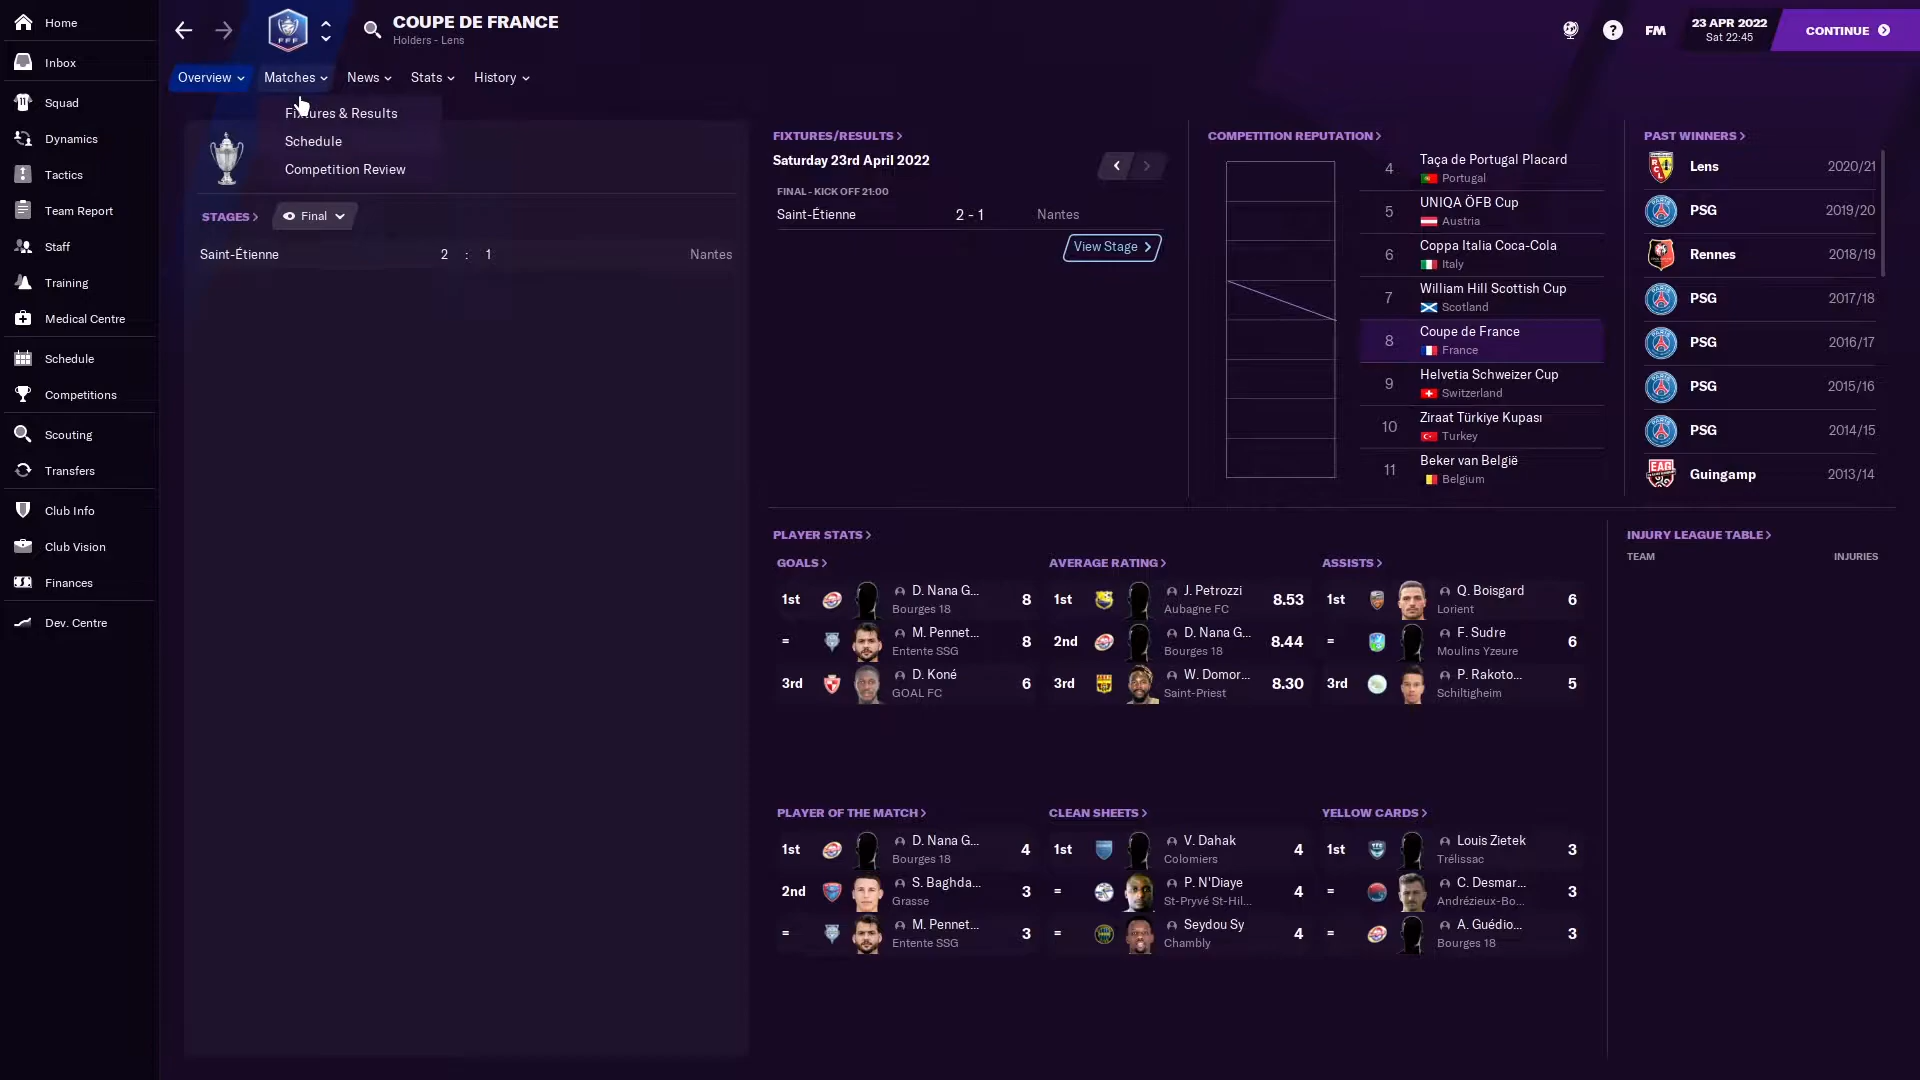 Home
Inbox
Squad
Dynamics
Tactics
Team Report
Staff
Training
Medical Centre
Schedule
Competitions
Scouting
Transfers
Club Info
Club Vision
Finances
Dev. Centre
COUPE DE FRANCE
Holders - Lens
FM
23 APR 2022
Sat 22:45
CONTINUE
Overview
Matches
News
Stats
History
Fixtures & Results
Schedule
Competition Review
STAGES
Final
Saint-Étienne 2 : 1 Nantes
FIXTURES/RESULTS
Saturday 23rd April 2022
FINAL - KICK OFF 21:00
Saint-Étienne 2 - 1 Nantes
View Stage
COMPETITION REPUTATION
4 Taça de Portugal Placard
Portugal
5 UNIQA ÖFB Cup
Austria
6 Coppa Italia Coca-Cola
Italy
7 William Hill Scottish Cup
Scotland
8 Coupe de France
France
9 Helvetia Schweizer Cup
Switzerland
10 Ziraat Türkiye Kupası
Turkey
11 Beker van België
Belgium
PAST WINNERS
Lens 2020/21
PSG 2019/20
Rennes 2018/19
PSG 2017/18
PSG 2016/17
PSG 2015/16
PSG 2014/15
Guingamp 2013/14
PLAYER STATS
GOALS
1st D. Nana G... 8
Bourges 18
= M. Pennet... 8
Entente SSG
3rd D. Koné 6
GOAL FC
AVERAGE RATING
1st J. Petrozzi 8.53
Aubagne FC
2nd D. Nana G... 8.44
Bourges 18
3rd W. Domor... 8.30
Saint-Priest
ASSISTS
1st Q. Boisgard 6
Lorient
= F. Sudre 6
Moulins Yzeure
3rd P. Rakoto... 5
Schiltigheim
INJURY LEAGUE TABLE
TEAM INJURIES
PLAYER OF THE MATCH
1st D. Nana G... 4
Bourges 18
2nd S. Baghda... 3
Grasse
= M. Pennet... 3
Entente SSG
CLEAN SHEETS
1st V. Dahak 4
Colomiers
= P. N'Diaye 4
St-Pryvé St-Hil...
= Seydou Sy 4
Chambly
YELLOW CARDS
1st Louis Zietek 3
Trélissac
= C. Desmar... 3
Andrézieux-Bo...
= A. Guédio... 3
Bourges 18